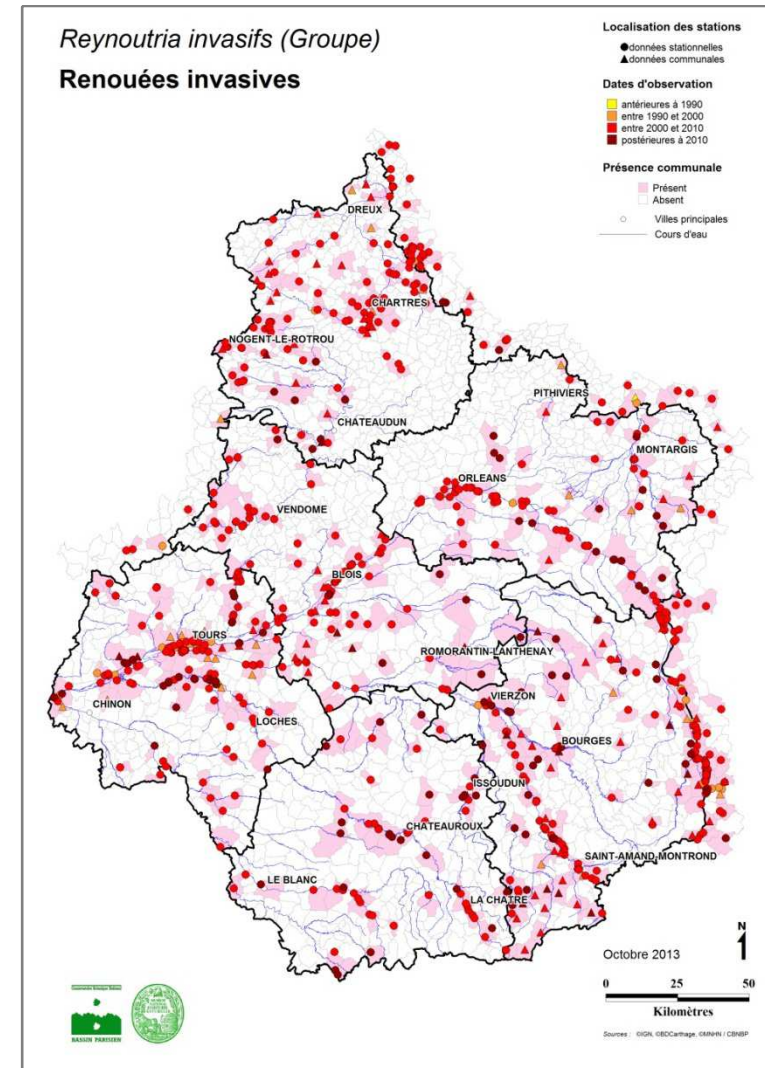 Reynoutria invasifs (Groupe)
Renouées invasives
Localisation des stations
données stationnelles
données communales
Dates d'observation
antérieures à 1990
entre 1990 et 2000
entre 2000 et 2010
postérieures à 2010
Présence communale
Présent
Absent
Villes principales
Cours d'eau
DREUX
CHARTRES
NOGENT-LE-ROTROU
PITHIVIERS
CHATEAUDUN
MONTARGIS
ORLEANS
VENDOME
BLOIS
TOURS
ROMORANTIN-LANTHENAY
VIERZON
CHINON
LOCHES
BOURGES
ISSOUDUN
CHATEAUROUX
SAINT-AMAND-MONTROND
LE BLANC
LA CHATRE
N
Octobre 2013
0 25 50
Kilomètres
BASSIN PARISIEN
Sources : ©IGN, ©BDCarthage, ©MNHN / CBNBP